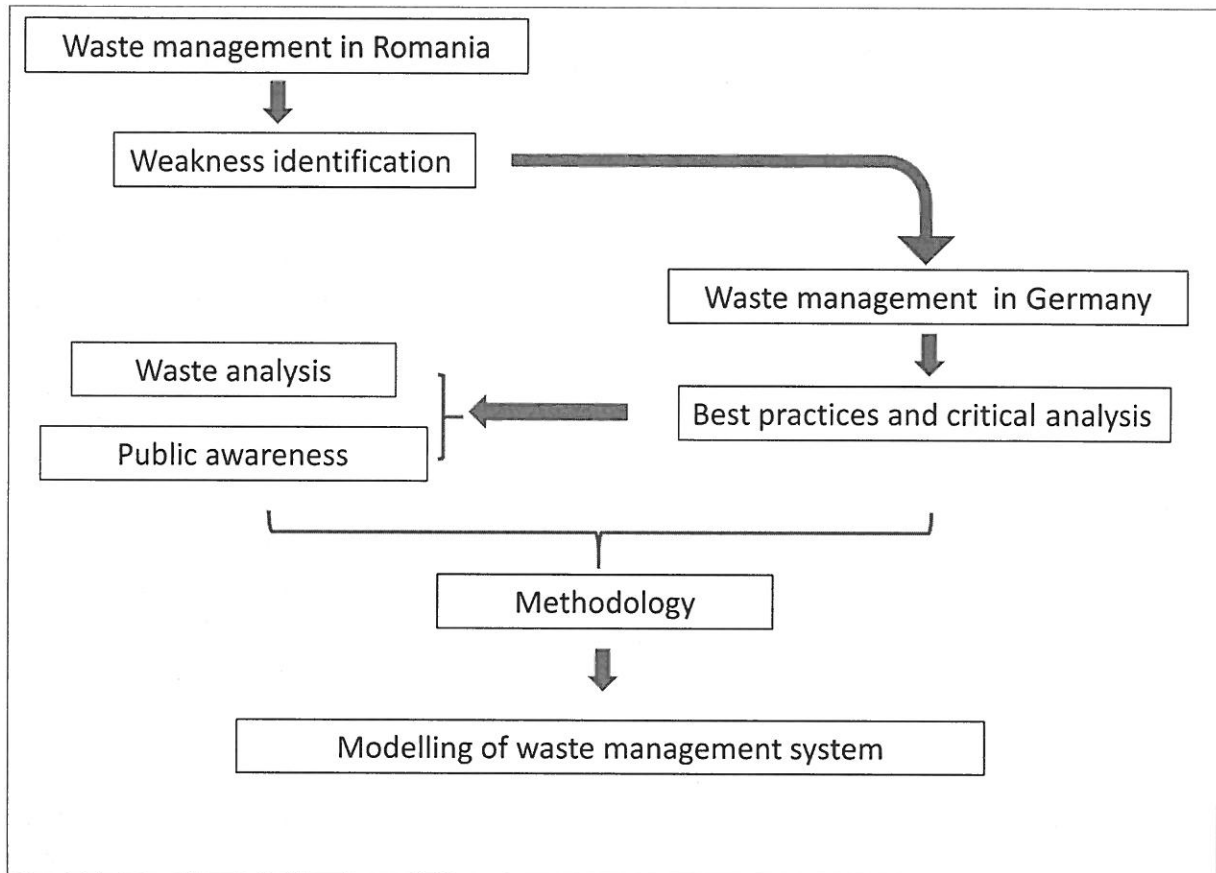 Waste management in Romania
Weakness identification
Waste management in Germany
Waste analysis
Best practices and critical analysis
Public awareness
Methodology
Modelling of waste management system